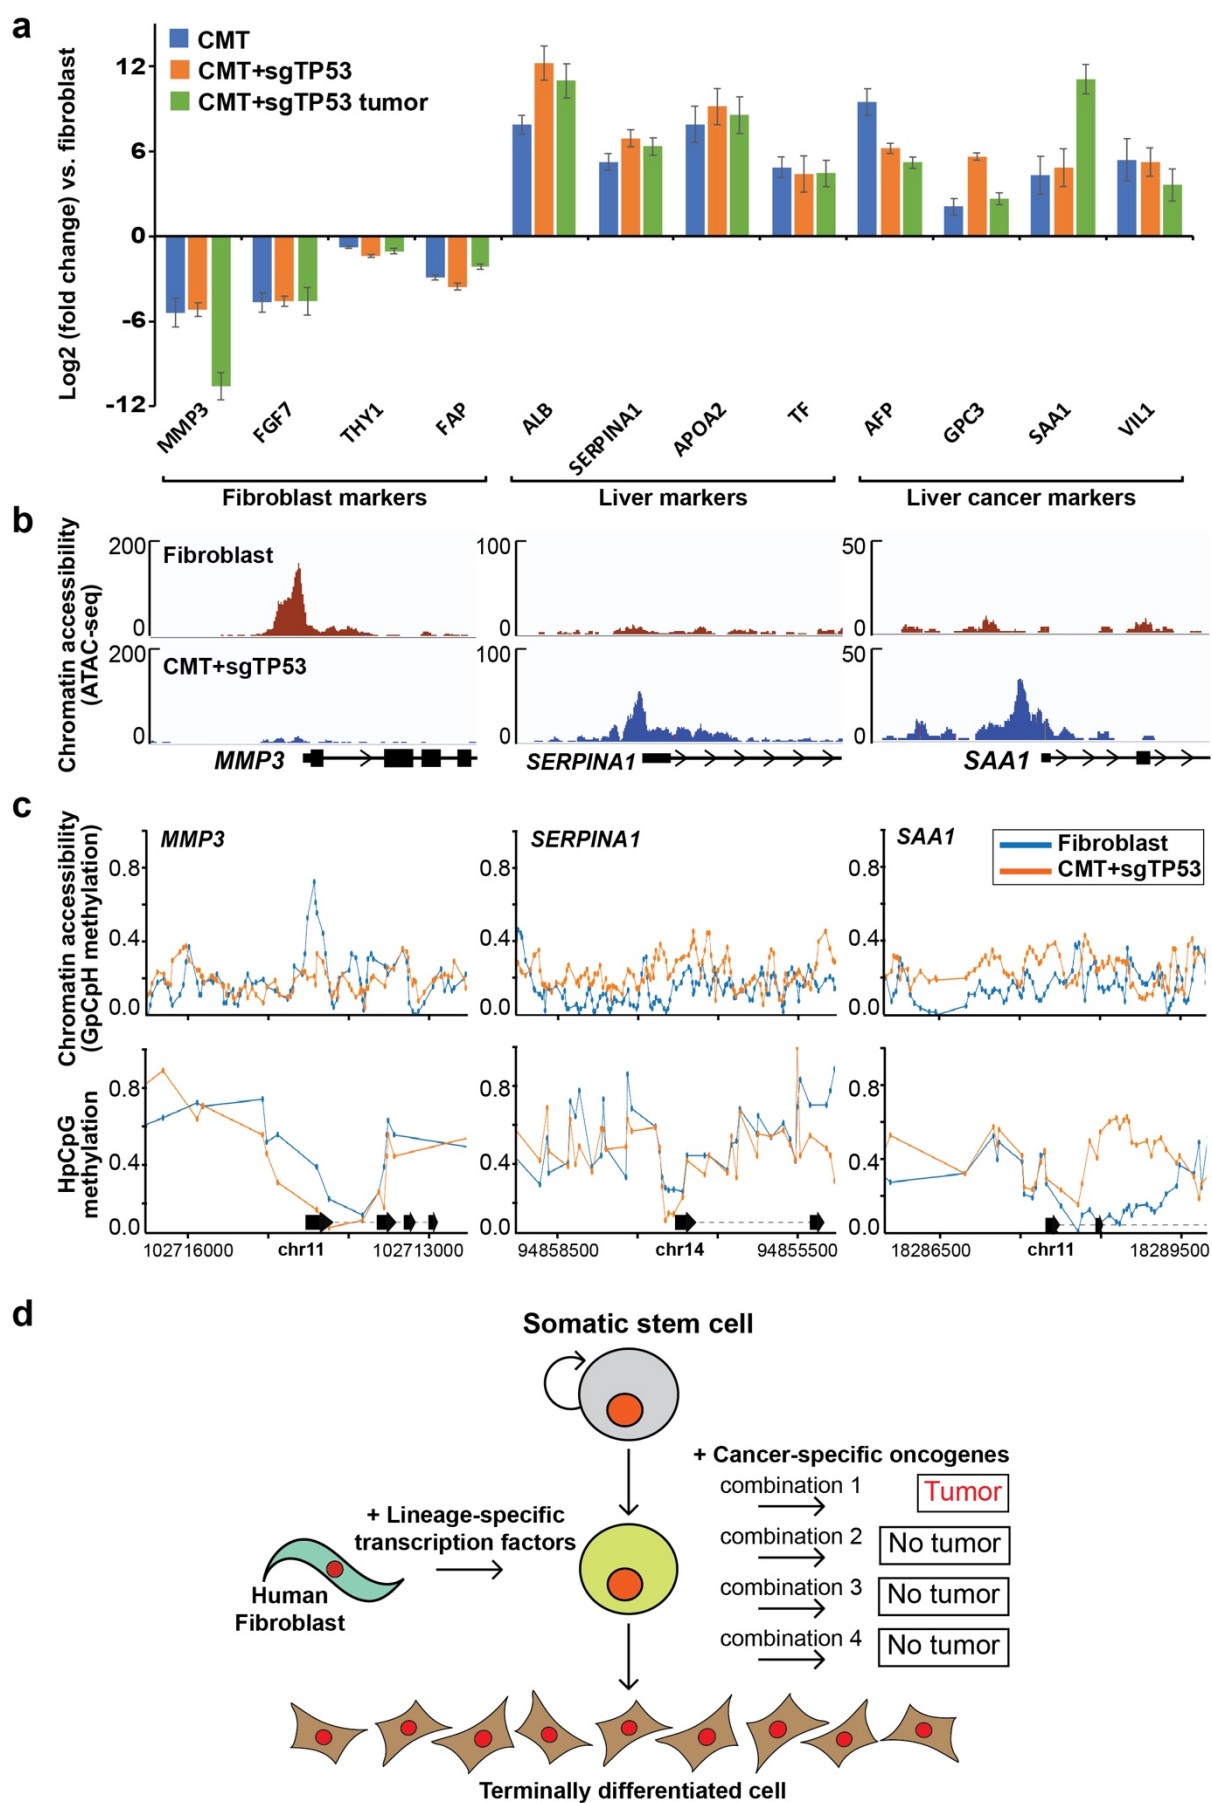 a
Log2 (fold change) vs. fibroblast
CMT
CMT+sgTP53
CMT+sgTP53 tumor
12
6
0
-6
-12
MMP3
FGF7
THY1
FAP
ALB
SERPINA1
APOA2
TF
AFP
GPC3
SAA1
VIL1
Fibroblast markers
Liver markers
Liver cancer markers
b
Chromatin accessibility
(ATAC-seq)
200
Fibroblast
0
100
0
50
0
200
CMT+sgTP53
0
100
0
50
0
MMP3
SERPINA1
SAA1
c
Chromatin accessibility
(GpCpH methylation)
MMP3
0.8
0.4
0.0
SERPINA1
0.8
0.4
0.0
SAA1
0.8
0.4
0.0
Fibroblast
CMT+sgTP53
HpCpG
methylation
0.8
0.4
0.0
102716000
chr11
102713000
0.8
0.4
0.0
94858500
chr14
94855500
0.8
0.4
0.0
18286500
chr11
18289500
d
Somatic stem cell
+ Lineage-specific
transcription factors
Human
Fibroblast
+ Cancer-specific oncogenes
combination 1
Tumor
combination 2
No tumor
combination 3
No tumor
combination 4
No tumor
Terminally differentiated cell